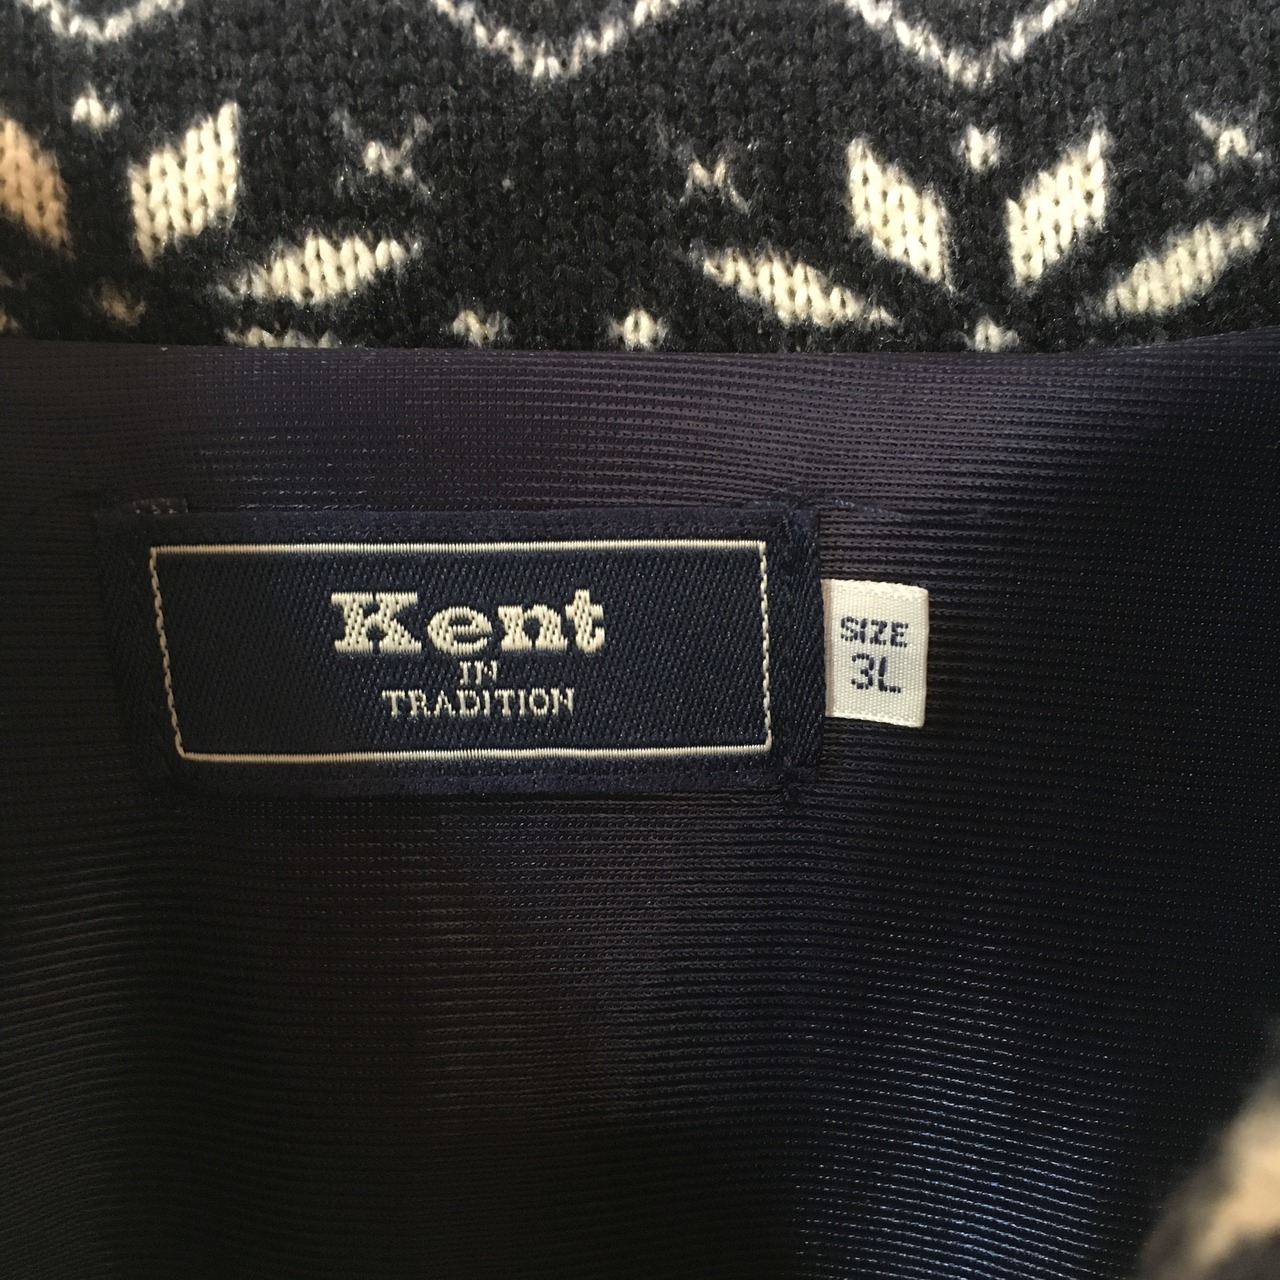 Kent
IN
TRADITION
SIZE
3L